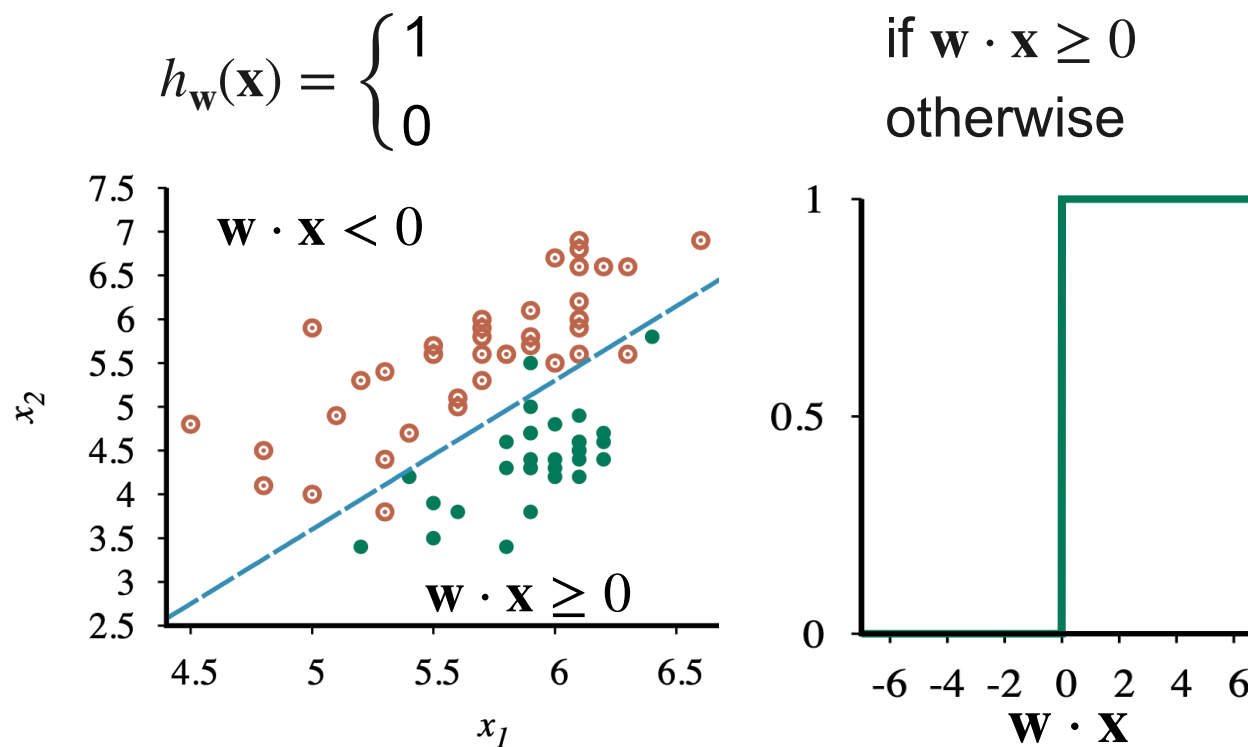 h_w(x) = { 1 if w · x ≥ 0
0 otherwise
7.5
7
6.5
6
5.5
5
4.5
4
3.5
3
2.5
x_2
w · x < 0
w · x ≥ 0
4.5 5 5.5 6 6.5
x_1
1
0.5
0
-6 -4 -2 0 2 4 6
w · x